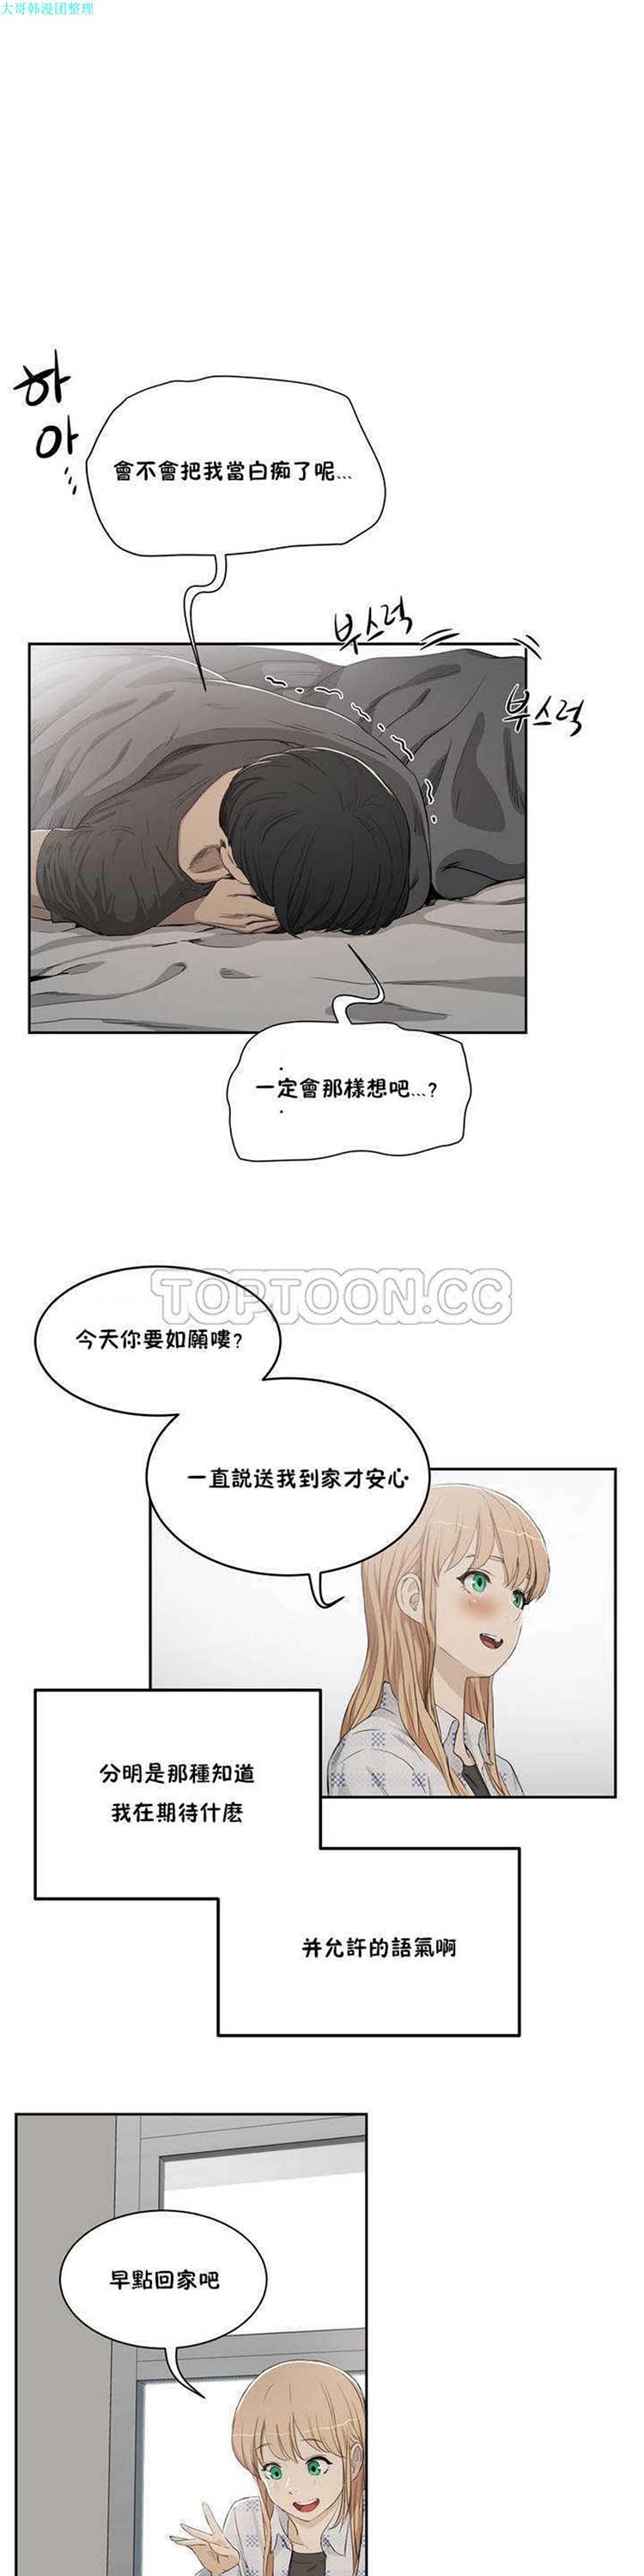 大哥韩漫团整理
하
아
會不會把我當白痴了呢...
부스럭
부스럭
一定會那樣想吧...?
TOPTOON.CC
今天你要如願嘍?
一直說送我到家才安心
分明是那種知道
我在期待什麽
并允許的語氣啊
早點回家吧